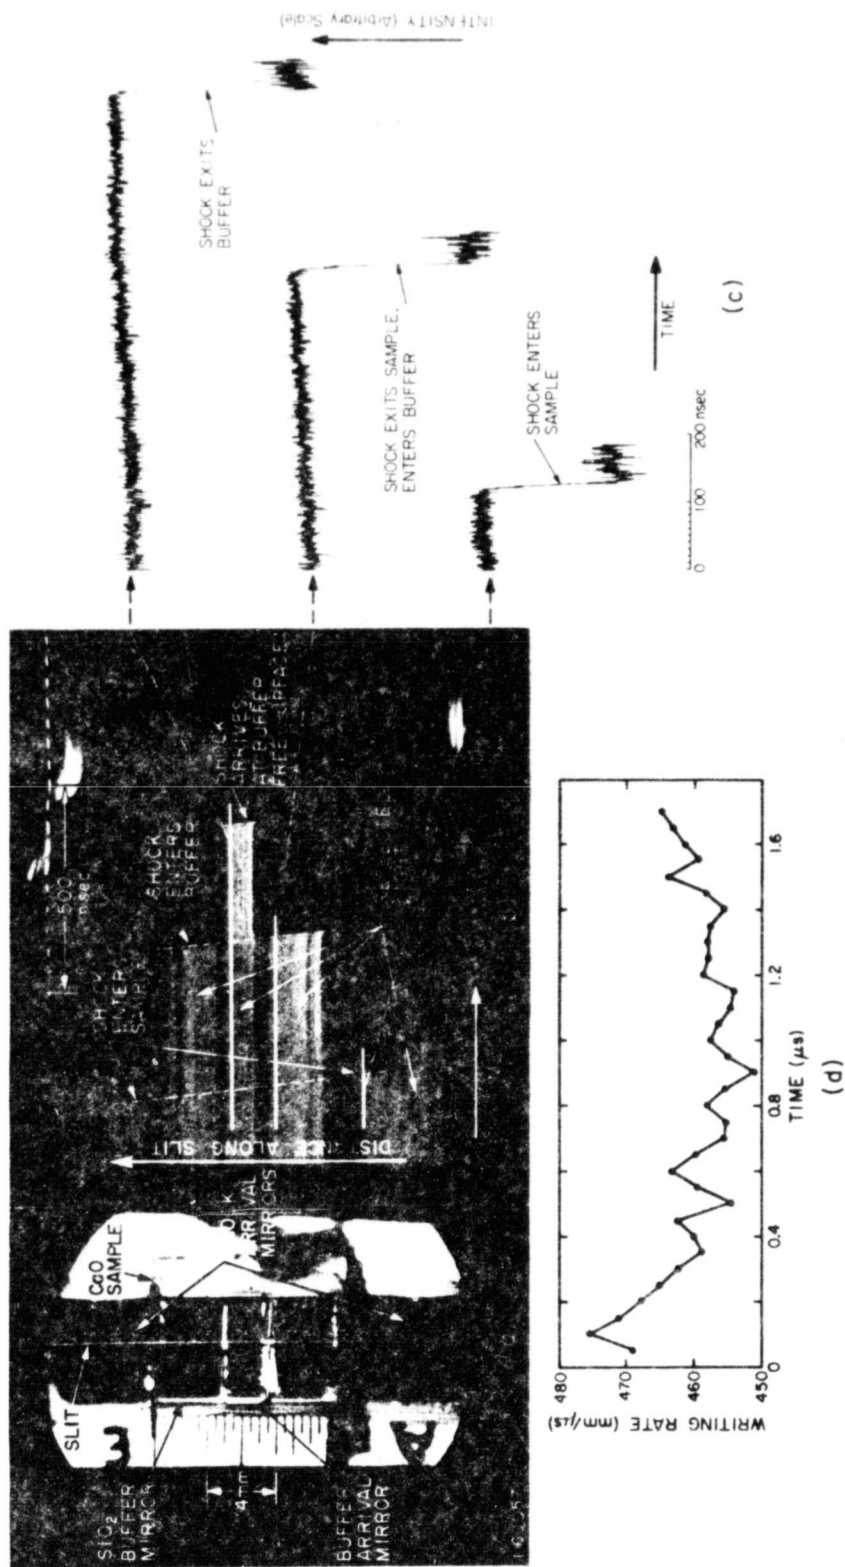 SLIT
CaO
SAMPLE
SiO₂
BUFFER
MIRROR
4mm
BUFFER
ARRIVAL
MIRROR
ARRIVAL
MIRRORS
DISTANCE ALONG SLIT
500
nsec
SHOCK
ENTERS
BUFFER
SHOCK
ARRIVES
AT BUFFER
FREE SURFACE
SHOCK EXITS
BUFFER
SHOCK EXITS SAMPLE,
ENTERS BUFFER
SHOCK ENTERS
SAMPLE
INTENSITY (Arbitrary Scale)
TIME
0 100 200 nsec
(c)
WRITING RATE (mm/μs)
480
470
460
450
0 0.4 0.8 1.2 1.6
TIME (μs)
(d)